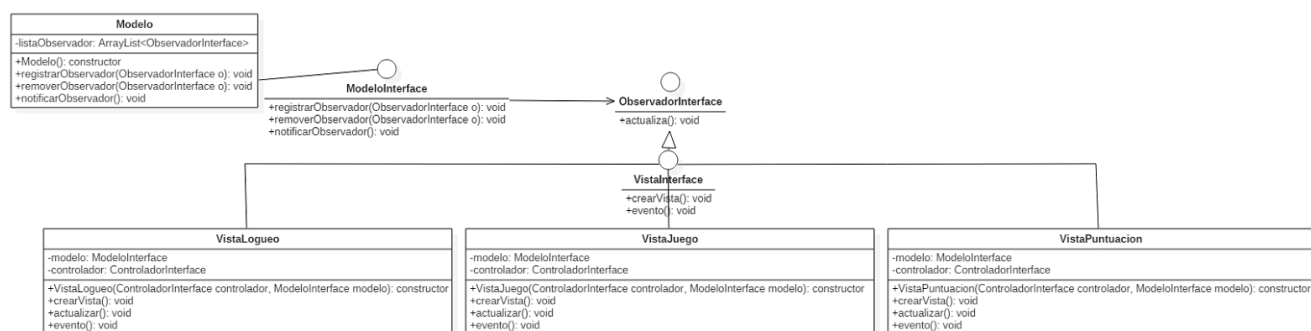 Modelo
-listaObservador: ArrayList<ObservadorInterface>
+Modelo(): constructor
+registrarObservador(ObservadorInterface o): void
+removerObservador(ObservadorInterface o): void
+notificarObservador(): void
ModeloInterface
+registrarObservador(ObservadorInterface o): void
+removerObservador(ObservadorInterface o): void
+notificarObservador(): void
ObservadorInterface
+actualiza(): void
VistaInterface
+crearVista(): void
+evento(): void
VistaLogueo
-modelo: ModeloInterface
-controlador: ControladorInterface
+VistaLogueo(ControladorInterface controlador, ModeloInterface modelo): constructor
+crearVista(): void
+actualizar(): void
+evento(): void
VistaJuego
-modelo: ModeloInterface
-controlador: ControladorInterface
+VistaJuego(ControladorInterface controlador, ModeloInterface modelo): constructor
+crearVista(): void
+actualizar(): void
+evento(): void
VistaPuntuacion
-modelo: ModeloInterface
-controlador: ControladorInterface
+VistaPuntuacion(ControladorInterface controlador, ModeloInterface modelo): constructor
+crearVista(): void
+actualizar(): void
+evento(): void